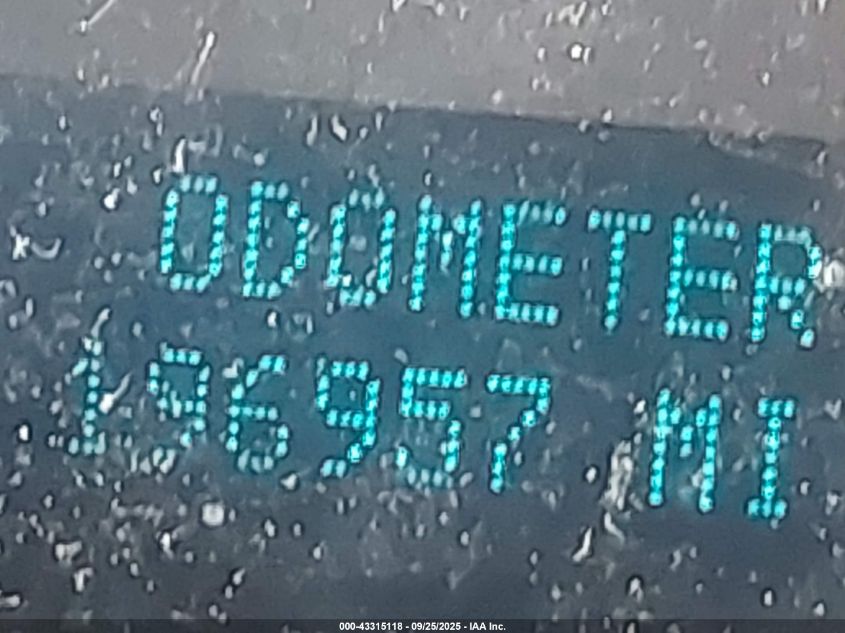 ODOMETER
196957 MI
000-43315118 - 09/25/2025 - IAA Inc.